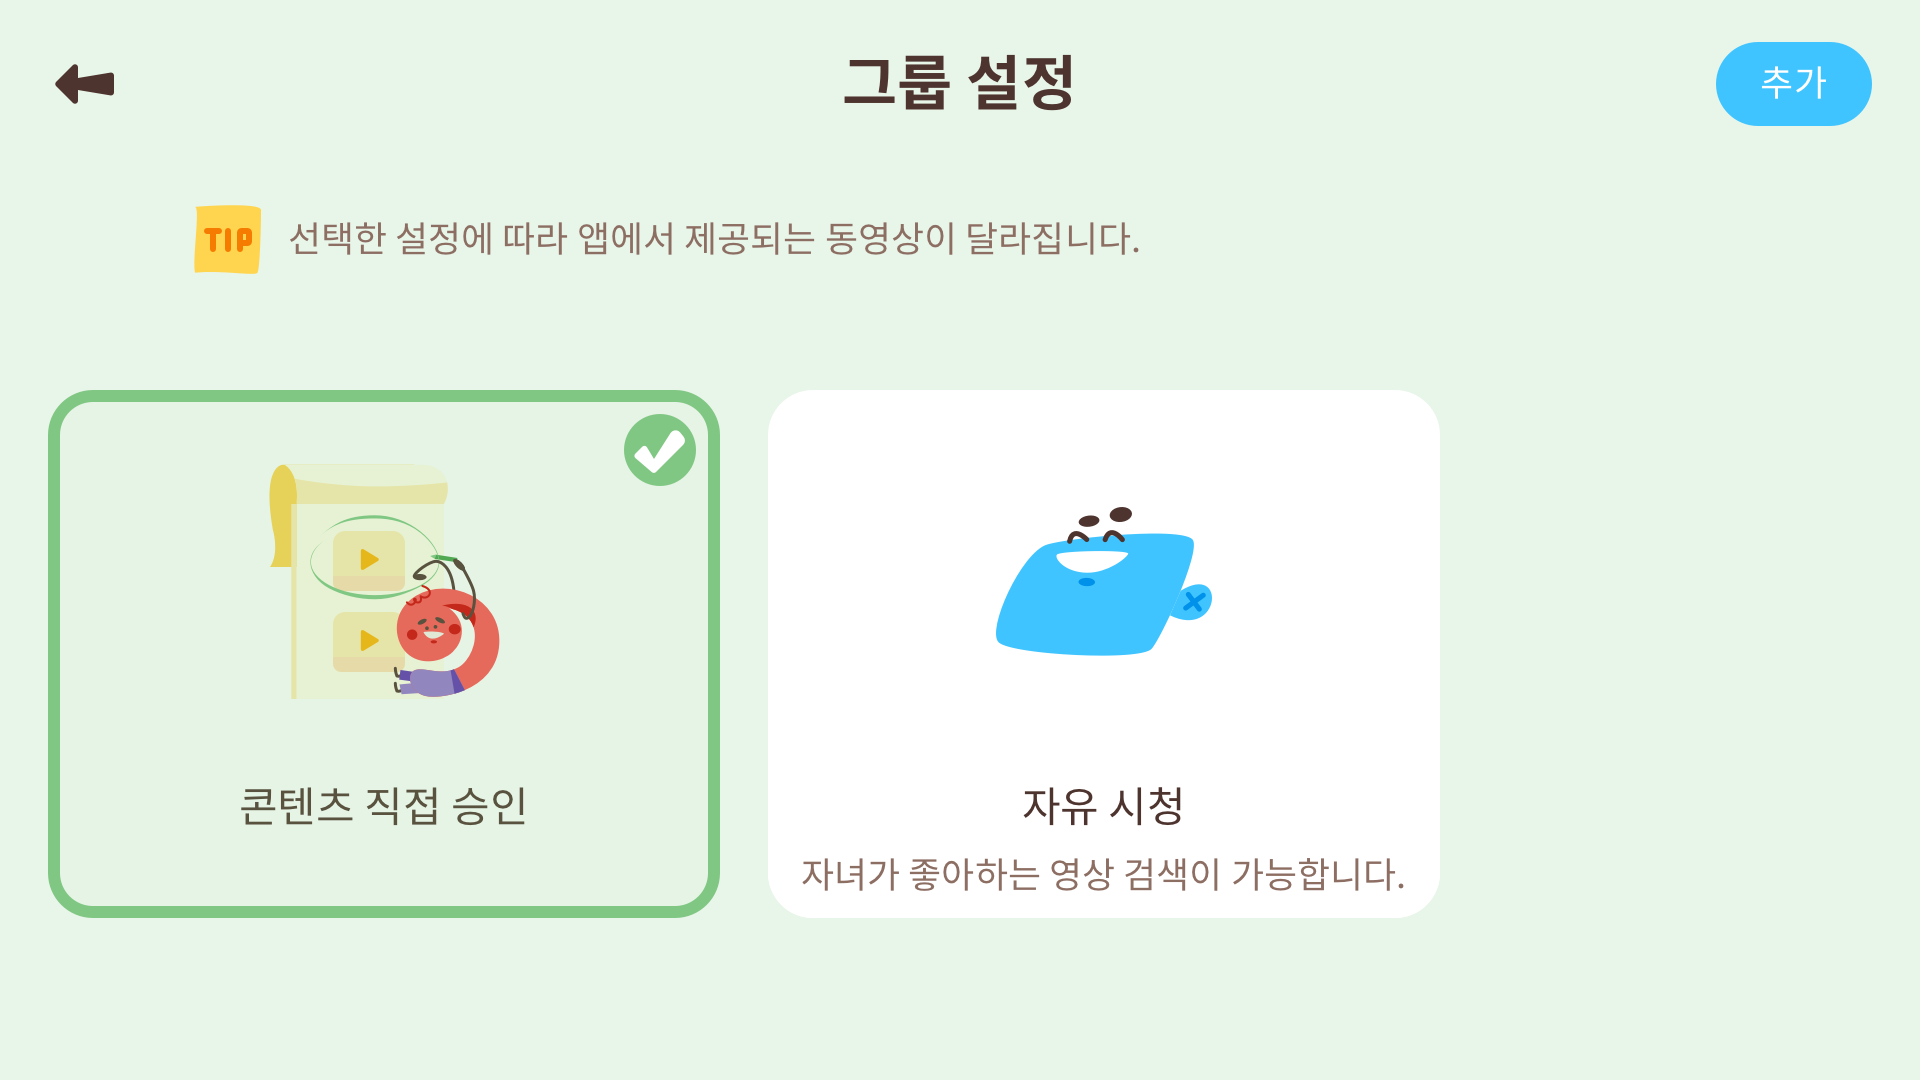 그룹 설정
추가
TIP
선택한 설정에 따라 앱에서 제공되는 동영상이 달라집니다.
콘텐츠 직접 승인
자유 시청
자녀가 좋아하는 영상 검색이 가능합니다.